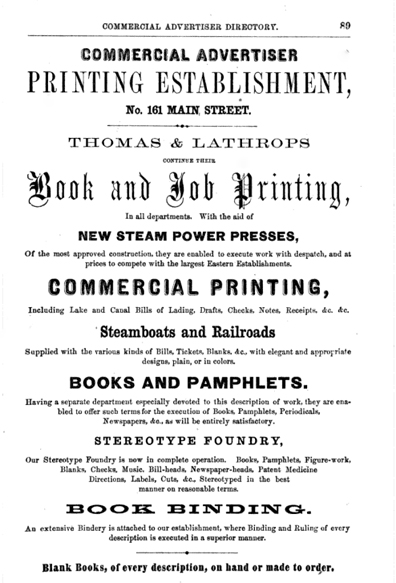 COMMERCIAL ADVERTISER DIRECTORY. 89
COMMERCIAL ADVERTISER
PRINTING ESTABLISHMENT,
No. 161 MAIN STREET.
THOMAS & LATHROPS
CONTINUE THEIR
Book and Job Printing,
In all departments. With the aid of
NEW STEAM POWER PRESSES,
Of the most approved construction, they are enabled to execute work with despatch, and at
prices to compete with the largest Eastern Establishments.
COMMERCIAL PRINTING,
Including Lake and Canal Bills of Lading, Drafts, Checks, Notes, Receipts, &c. &c.
Steamboats and Railroads
Supplied with the various kinds of Bills, Tickets, Blanks, &c., with elegant and appropriate
designs, plain, or in colors.
BOOKS AND PAMPHLETS.
Having a separate department especially devoted to this description of work, they are ena-
bled to offer such terms for the execution of Books, Pamphlets, Periodicals,
Newspapers, &c., as will be entirely satisfactory.
STEREOTYPE FOUNDRY,
Our Stereotype Foundry is now in complete operation. Books, Pamphlets, Figure-work,
Blanks, Checks, Music, Bill-heads, Newspaper-heads, Patent Medicine
Directions, Labels, Cuts, &c., Stereotyped in the best
manner on reasonable terms.
BOOK BINDING.
An extensive Bindery is attached to our establishment, where Binding and Ruling of every
description is executed in a superior manner.
Blank Books, of every description, on hand or made to order.